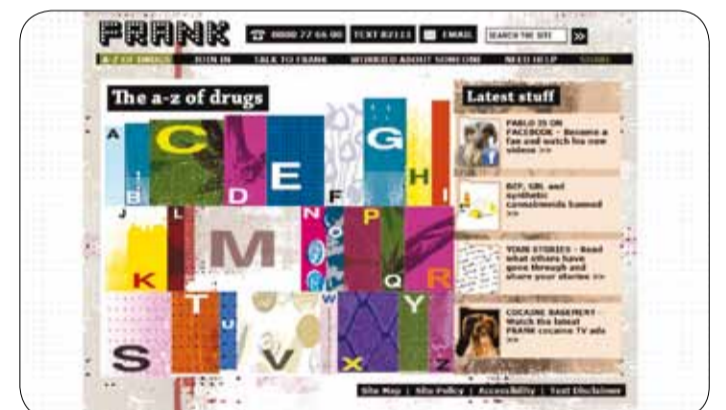 FRANK
0800 77 66 00 TEXT 82111 EMAIL SEARCH THE SITE >>
A-Z OF DRUGS JOIN IN TALK TO FRANK WORRIED ABOUT SOMEONE NEED HELP SHARE
The a-z of drugs
A B C D E F G H I
J K L M N O P Q R
S T U V W X Y Z
Latest stuff
PABLO IS ON
FACEBOOK - Become a
fan and watch his new
videos >>
BZP, GBL and
synthetic
cannabinoids banned
>>
YOUR STORIES - Read
what others have
gone through and
share your stories >>
COCAINE BASEMENT -
Watch the latest
FRANK cocaine TV ads
>>
Site Map | Site Policy | Accessibility | Text Disclaimer